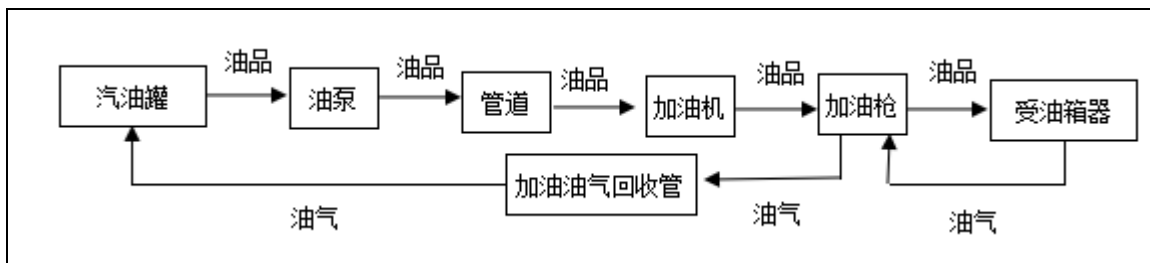 油品
油品
油品
油品
油品
汽油罐
油泵
管道
加油机
加油枪
受油箱器
加油油气回收管
油气
油气
油气